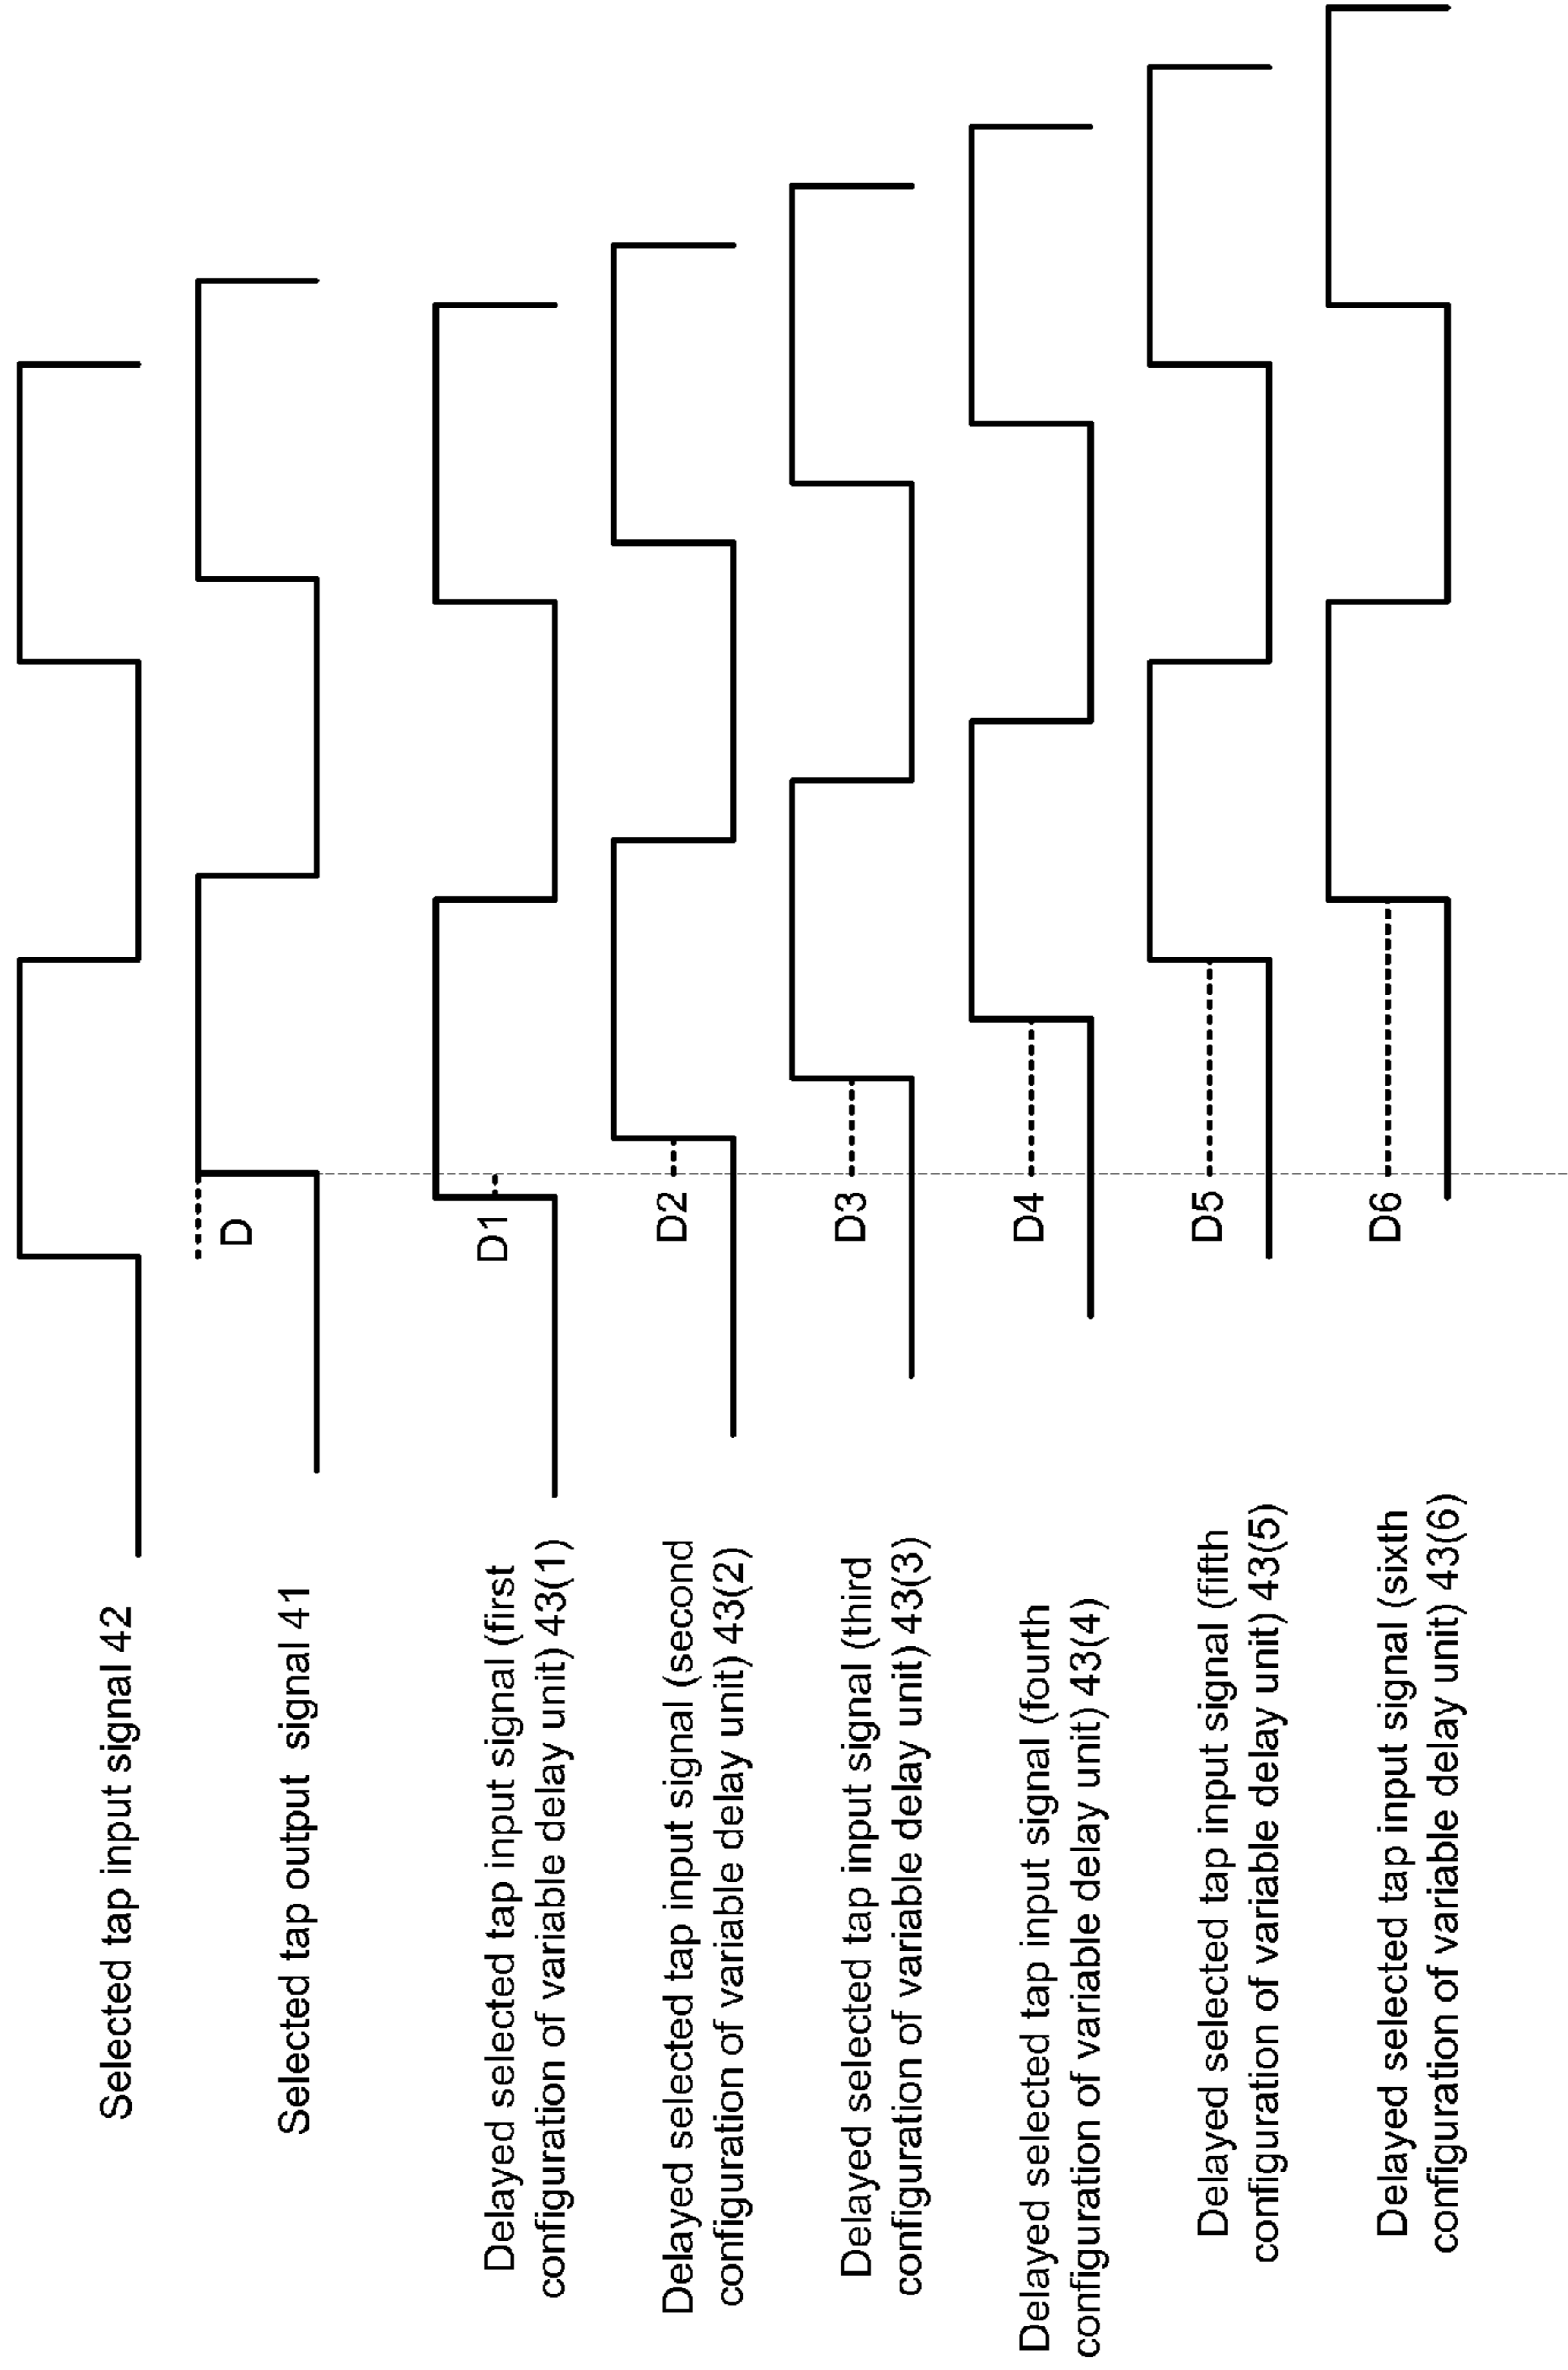 Selected tap input signal 42
Selected tap output signal 41
D
Delayed selected tap input signal (first
configuration of variable delay unit) 43(1)
D1
Delayed selected tap input signal (second
configuration of variable delay unit) 43(2)
D2
Delayed selected tap input signal (third
configuration of variable delay unit) 43(3)
D3
Delayed selected tap input signal (fourth
configuration of variable delay unit) 43(4)
D4
Delayed selected tap input signal (fifth
configuration of variable delay unit) 43(5)
D5
Delayed selected tap input signal (sixth
configuration of variable delay unit) 43(6)
D6